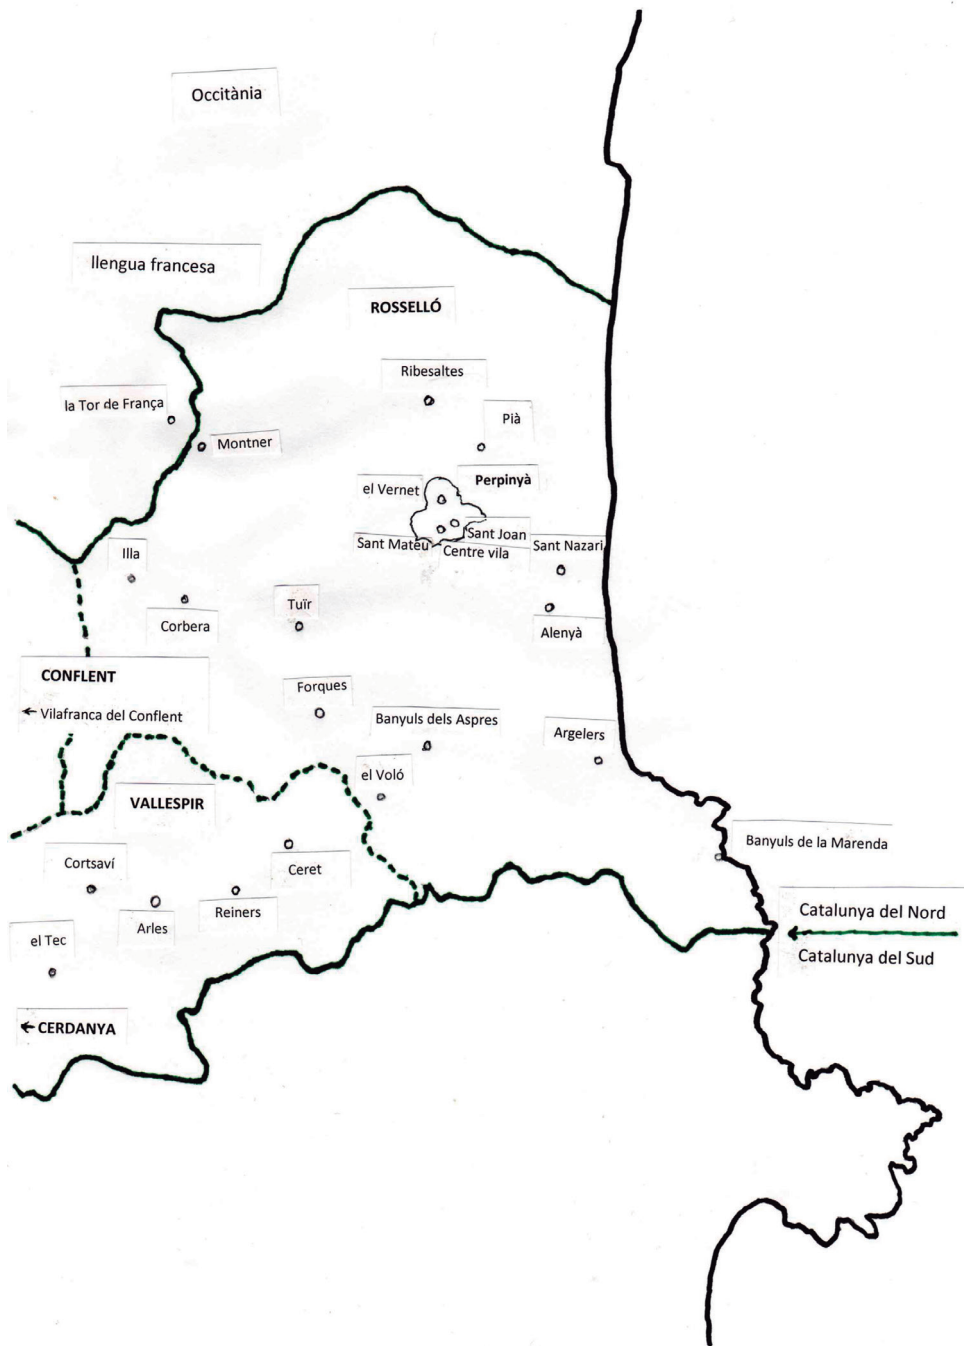 Occitània
llengua francesa
ROSSELLÓ
Ribesaltes
la Tor de França
Pià
Montner
Perpinyà
el Vernet
Sant Joan
Sant Mateu
Centre vila
Sant Nazari
Illa
Tuïr
Corbera
Alenyà
CONFLENT
← Vilafranca del Conflent
Forques
Banyuls dels Aspres
Argelers
el Voló
VALLESPIR
Banyuls de la Marenda
Cortsaví
Ceret
Reiners
Arles
Catalunya del Nord
el Tec
Catalunya del Sud
← CERDANYA